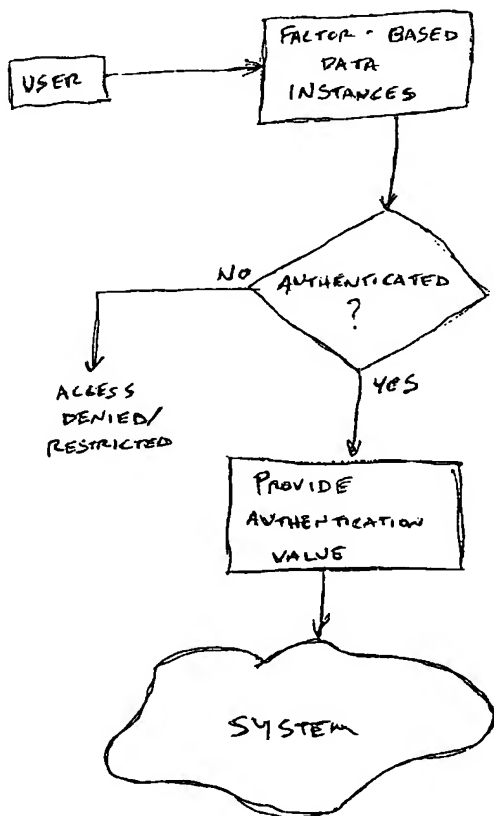 FACTOR-BASED
DATA
INSTANCES
USER
NO
AUTHENTICATED
?
YES
ACCESS
DENIED/
RESTRICTED
PROVIDE
AUTHENTICATION
VALUE
SYSTEM